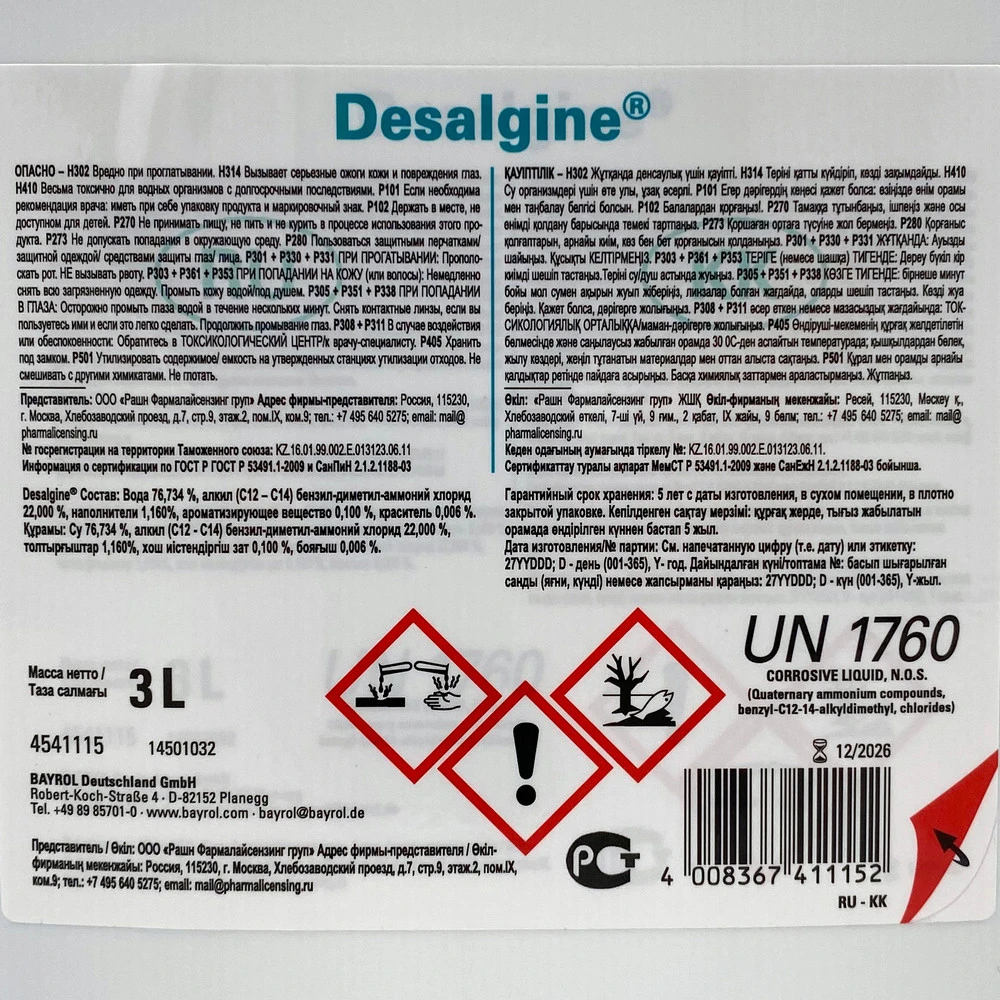 Desalgine®
ОПАСНО – H302 Вредно при проглатывании. H314 Вызывает серьезные ожоги кожи и повреждения глаз.
H410 Весьма токсично для водных организмов с долгосрочными последствиями. P101 Если необходима
рекомендация врача: иметь при себе упаковку продукта и маркировочный знак. P102 Держать в месте, не
доступном для детей. P270 Не принимать пищу, не пить и не курить в процессе использования этого про-
дукта. P273 Не допускать попадания в окружающую среду. P280 Пользоваться защитными перчатками/
защитной одеждой/ средствами защиты глаз/ лица. P301 + P330 + P331 ПРИ ПРОГАТЫВАНИИ: Прополо-
скать рот. НЕ вызывать рвоту. P303 + P361 + P353 ПРИ ПОПАДАНИИ НА КОЖУ (или волосы): Немедленно
снять всю загрязненную одежду. Промыть кожу водой/под душем. P305 + P351 + P338 ПРИ ПОПАДАНИИ
В ГЛАЗА: Осторожно промыть глаза водой в течение нескольких минут. Снять контактные линзы, если вы
пользуетесь ими и если это легко сделать. Продолжить промывание глаз. P308 + P311 В случае воздействия
или обеспокоенности: Обратитесь в ТОКСИКОЛОГИЧЕСКИЙ ЦЕНТР/к врачу-специалисту. P405 Хранить
под замком. P501 Утилизировать содержимое/ емкость на утвержденных станциях утилизации отходов. Не
смешивать с другими химикатами. Не глотать.
Представитель: ООО «Рашн Фармалайсензинг груп» Адрес фирмы-представителя: Россия, 115230,
г. Москва, Хлебозаводский проезд, д.7, стр.9, этаж.2, пом.IX, ком.9; тел.: +7 495 640 5275; email: mail@
pharmalicensing.ru
№ госрегистрации на территории Таможенного союза: KZ.16.01.99.002.E.013123.06.11
Информация о сертификации по ГОСТ Р ГОСТ Р 53491.1-2009 и СанПиН 2.1.2.1188-03
ҚАУІПТІЛІК – H302 Жұтқанда денсаулық үшін қауіпті. H314 Теріні қатты күйдіріп, көзді зақымдайды. H410
Су организмдері үшін өте улы, ұзақ әсерлі. P101 Егер дәрігердің кеңесі қажет болса: өзіңізде өнім орамы
мен таңбалау белгісі болсын. P102 Балалардан қорғаңыз!. P270 Тамаққа тұтынбаңыз, ішпеңіз және осы
өнімді қолдану барысында темекі тартпаңыз. P273 Қоршаған ортаға түсуіне жол бермеңіз. P280 Қорғаныс
қолғаптарын, арнайы киім, көз бен бет қорғанысын қолданыңыз. P301 + P330 + P331 ЖҰТҚАНДА: Ауызды
шайыңыз. Құсықты КЕЛТІРМЕҢІЗ. P303 + P361 + P353 ТЕРІГЕ (немесе шашқа) ТИГЕНДЕ: Дереу бүкіл кір
киімді шешіп тастаңыз.Теріні су/душ астында жуыңыз. P305 + P351 + P338 КӨЗГЕ ТИГЕНДЕ: бірнеше минут
бойы мол сумен ақырын жуып жіберіңіз, линзалар болған жағдайда, оларды шешіп тастаңыз. Көзді жуа
беріңіз. Қажет болса, дәрігерге жолығыңыз. P308 + P311 әсер еткен немесе мазасыздық жағдайында: ТОК-
СИКОЛОГИЯЛЫҚ ОРТАЛЫҚҚА/маман-дәрігерге жолығыңыз. P405 Өндіруші-мекеменің құрғақ желдетілетін
бөлмесінде және саңылаусыз жабылған орамда 30 0С-ден аспайтын температурада; қышқылдардан бөлек,
жылу көздері, жеңіл тұтанатын материалдар мен оттан алыста сақтаңыз. P501 Құрал мен орамды арнайы
қалдықтар ретінде пайдаға асырыңыз. Басқа химиялық заттармен араластырмаңыз. Жұтпаңыз.
Өкіл: «Рашн Фармалайсензинг груп» ЖШҚ Өкіл-фирманың мекенжайы: Ресей, 115230, Мәскеу қ.,
Хлебозаводский өткелі, 7-ші үй, 9 ғим., 2 қабат, IX жайы, 9 бөлм; тел.: +7 495 640 5275; email: mail@
pharmalicensing.ru
Кеден одағының аумағында тіркелу №: KZ.16.01.99.002.E.013123.06.11.
Сертификаттау туралы ақпарат МемСТ Р 53491.1-2009 және СанЕжН 2.1.2.1188-03 бойынша.
Desalgine® Состав: Вода 76,734 %, алкил (C12 – C14) бензил-диметил-аммоний хлорид
22,000 %, наполнители 1,160%, ароматизирующее вещество 0,100 %, краситель 0,006 %.
Құрамы: Су 76,734 %, алкил (C12 - C14) бензил-диметил-аммоний хлорид 22,000 %,
толтырғыштар 1,160%, хош иістендіргіш зат 0,100 %, бояғыш 0,006 %.
Гарантийный срок хранения: 5 лет с даты изготовления, в сухом помещении, в плотно
закрытой упаковке. Кепілденген сақтау мерзімі: құрғақ жерде, тығыз жабылатын
орамада өндірілген күннен бастап 5 жыл.
Дата изготовления/№ партии: См. напечатанную цифру (т.е. дату) или этикетку:
27YYDDD; D - день (001-365), Y- год. Дайындалған күні/топтама №: басып шығарылған
санды (яғни, күнді) немесе жапсырманы қараңыз: 27YYDDD; D - күн (001-365), Y-жыл.
Масса нетто /
Таза салмағы
3 L
4541115 14501032
BAYROL Deutschland GmbH
Robert-Koch-Straße 4 · D-82152 Planegg
Tel. +49 89 85701-0 · www.bayrol.com · bayrol@bayrol.de
Представитель / Өкіл: ООО «Рашн Фармалайсензинг груп» Адрес фирмы-представителя / Өкіл-
фирманың мекенжайы: Россия, 115230, г. Москва, Хлебозаводский проезд, д.7, стр.9, этаж.2, пом.IX,
ком.9; тел.: +7 495 640 5275; email: mail@pharmalicensing.ru
UN 1760
CORROSIVE LIQUID, N.O.S.
(Quaternary ammonium compounds,
benzyl-C12-14-alkyldimethyl, chlorides)
12/2026
РСТ
4 008367 411152
RU - KK